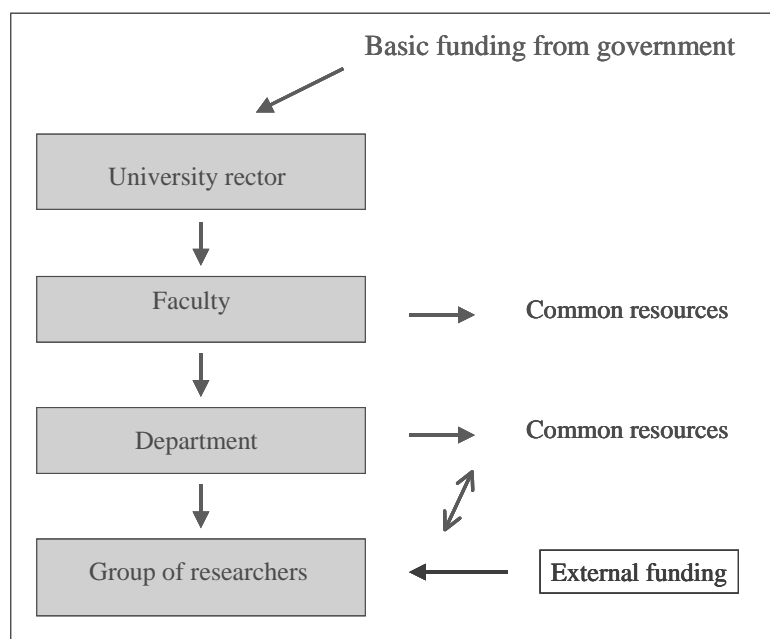 Basic funding from government
University rector
Faculty
Common resources
Department
Common resources
Group of researchers
External funding